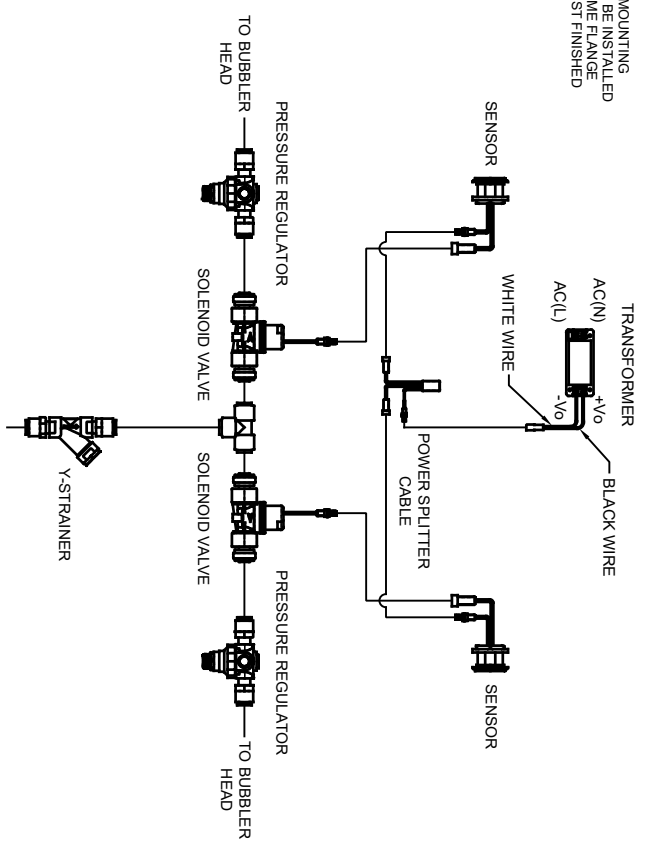 MOUNTING
BE INSTALLED
ME FLANGE
ST FINISHED
TRANSFORMER
AC(N)
+Vo
AC(L)
-Vo
WHITE WIRE
BLACK WIRE
SENSOR
SENSOR
POWER SPLITTER
CABLE
PRESSURE REGULATOR
SOLENOID VALVE
SOLENOID VALVE
PRESSURE REGULATOR
TO BUBBLER
HEAD
TO BUBBLER
HEAD
Y-STRAINER